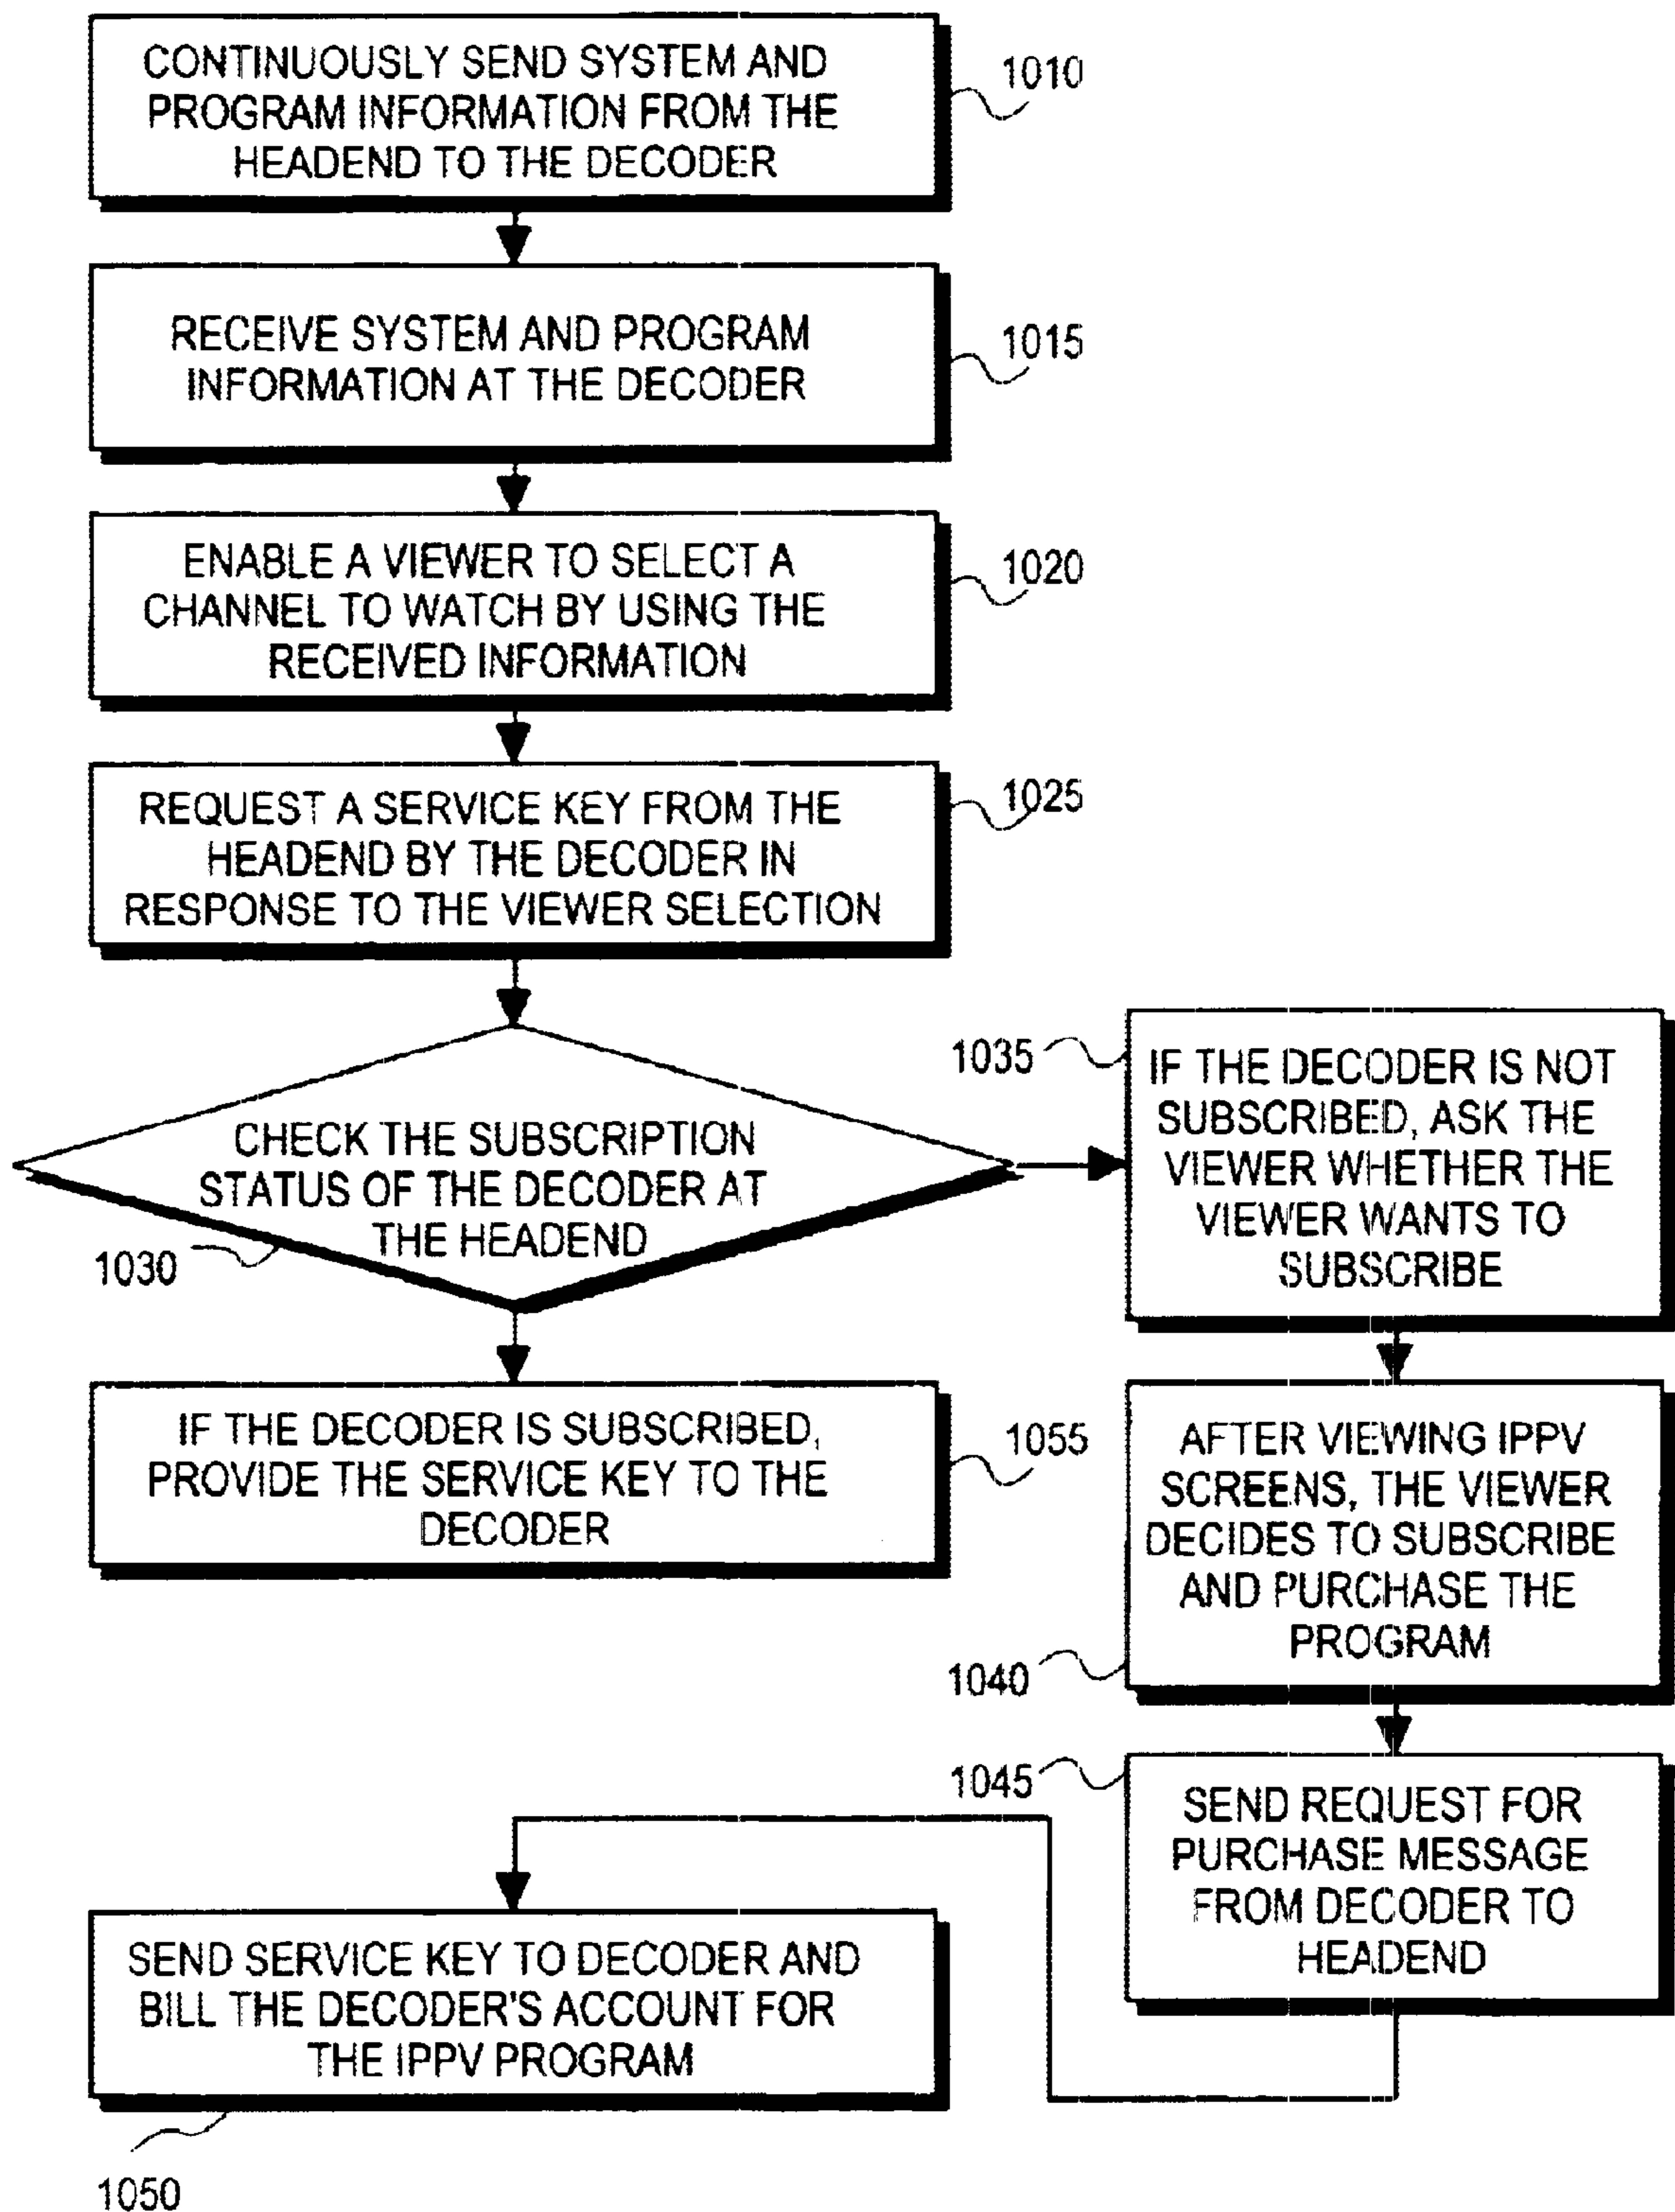 CONTINUOUSLY SEND SYSTEM AND
PROGRAM INFORMATION FROM THE
HEADEND TO THE DECODER
1010
RECEIVE SYSTEM AND PROGRAM
INFORMATION AT THE DECODER
1015
ENABLE A VIEWER TO SELECT A
CHANNEL TO WATCH BY USING THE
RECEIVED INFORMATION
1020
REQUEST A SERVICE KEY FROM THE
HEADEND BY THE DECODER IN
RESPONSE TO THE VIEWER SELECTION
1025
CHECK THE SUBSCRIPTION
STATUS OF THE DECODER AT
THE HEADEND
1030
1035
IF THE DECODER IS NOT
SUBSCRIBED, ASK THE
VIEWER WHETHER THE
VIEWER WANTS TO
SUBSCRIBE
IF THE DECODER IS SUBSCRIBED,
PROVIDE THE SERVICE KEY TO THE
DECODER
1055
AFTER VIEWING IPPV
SCREENS, THE VIEWER
DECIDES TO SUBSCRIBE
AND PURCHASE THE
PROGRAM
1040
1045
SEND REQUEST FOR
PURCHASE MESSAGE
FROM DECODER TO
HEADEND
SEND SERVICE KEY TO DECODER AND
BILL THE DECODER'S ACCOUNT FOR
THE IPPV PROGRAM
1050